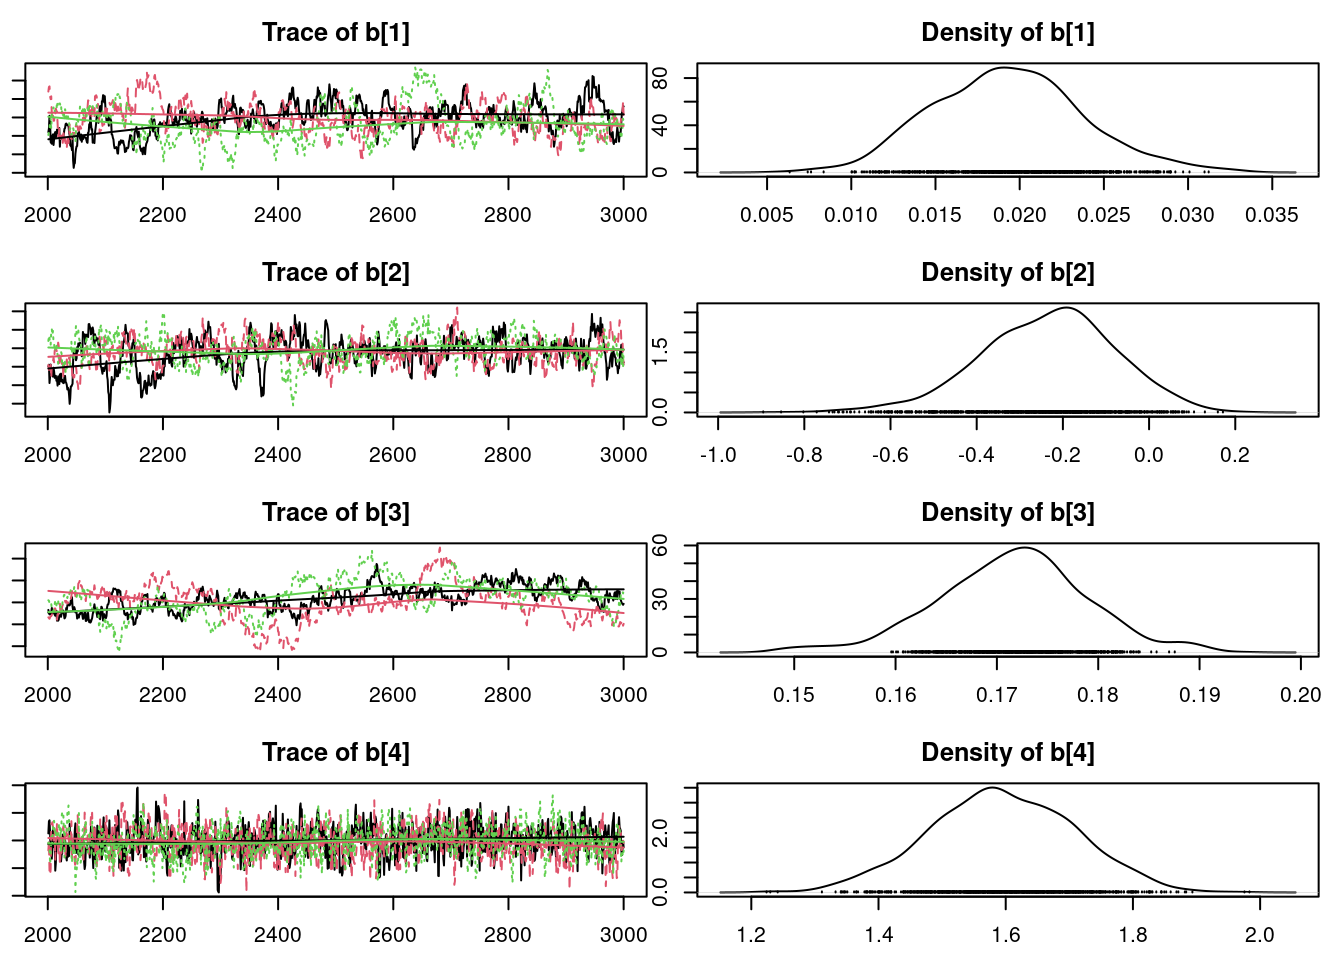 Trace of b[1]
2000 2200 2400 2600 2800 3000
Density of b[1]
0 40 80
0.005 0.010 0.015 0.020 0.025 0.030 0.035
Trace of b[2]
2000 2200 2400 2600 2800 3000
Density of b[2]
0.0 1.5
-1.0 -0.8 -0.6 -0.4 -0.2 0.0 0.2
Trace of b[3]
2000 2200 2400 2600 2800 3000
Density of b[3]
0 30 60
0.15 0.16 0.17 0.18 0.19 0.20
Trace of b[4]
2000 2200 2400 2600 2800 3000
Density of b[4]
0.0 2.0
1.2 1.4 1.6 1.8 2.0